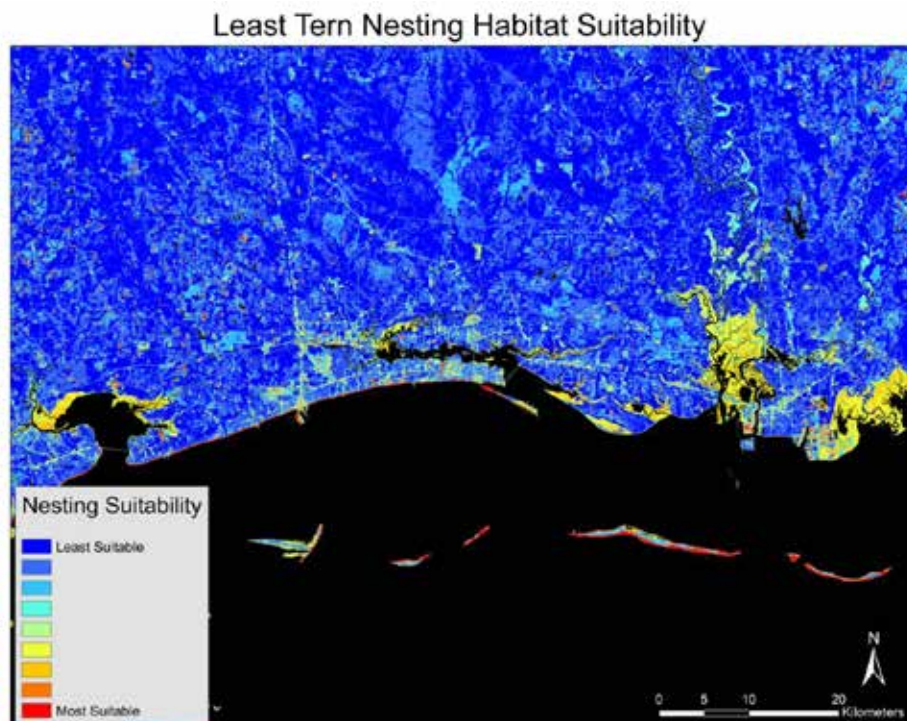 Least Tern Nesting Habitat Suitability
Nesting Suitability
Least Suitable
Most Suitable
N
0 5 10 20
Kilometers